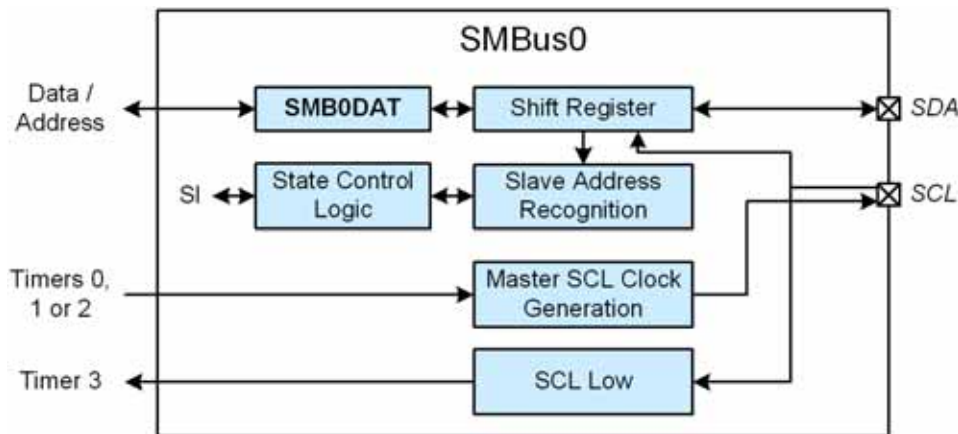 SMBus0
Data /
Address
SMB0DAT
Shift Register
SDA
SI
State Control
Logic
Slave Address
Recognition
SCL
Timers 0,
1 or 2
Master SCL Clock
Generation
Timer 3
SCL Low